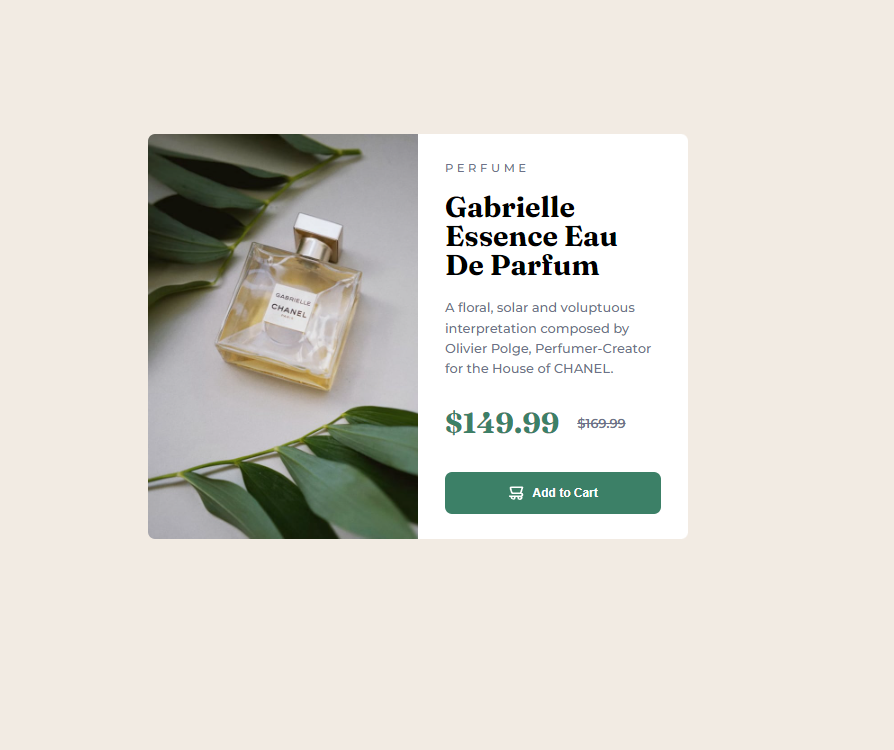 GABRIELLE
CHANEL
PARIS
PERFUME
Gabrielle
Essence Eau
De Parfum
A floral, solar and voluptuous
interpretation composed by
Olivier Polge, Perfumer-Creator
for the House of CHANEL.
$149.99 $169.99
Add to Cart